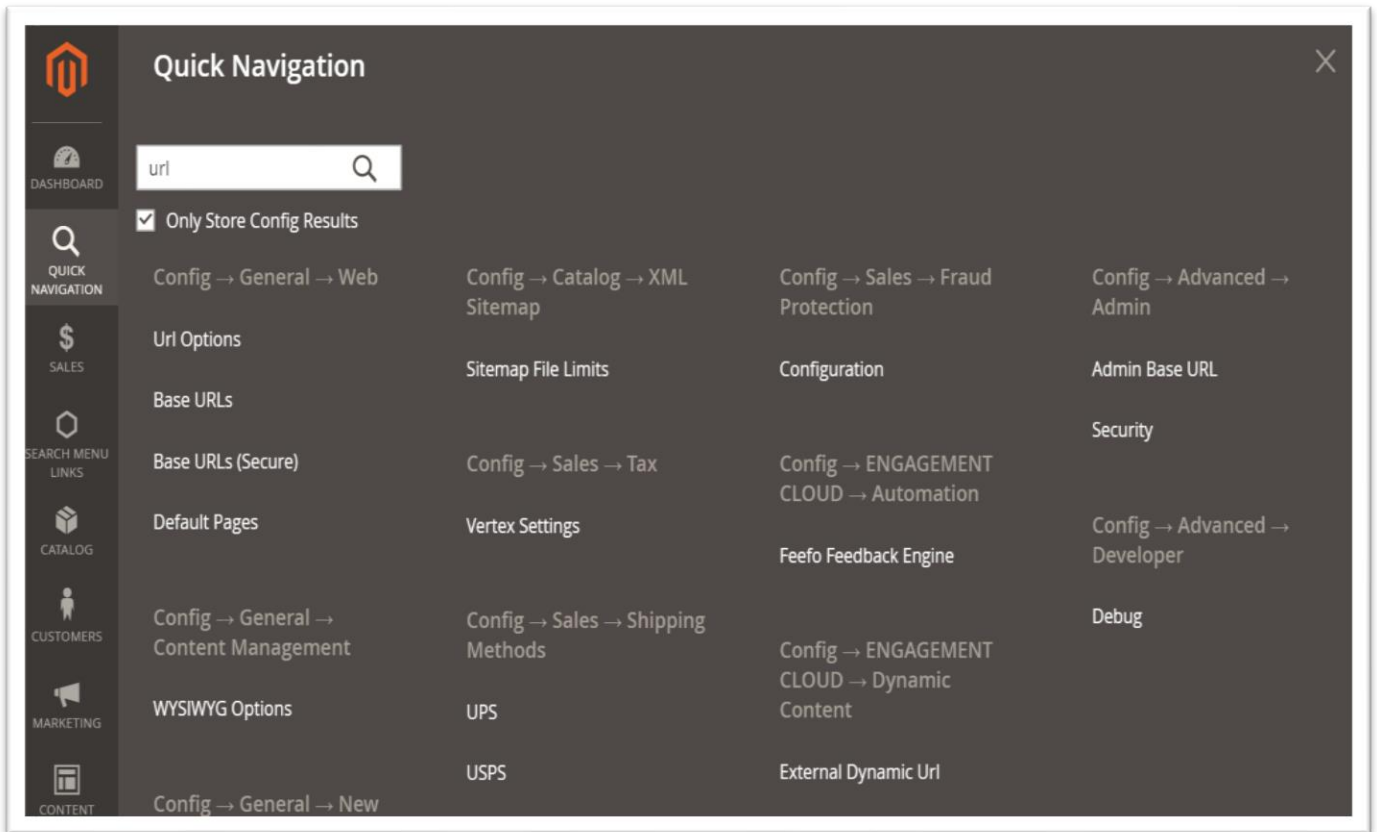 Quick Navigation
X
url
Only Store Config Results
DASHBOARD
QUICK
NAVIGATION
$
SALES
SEARCH MENU
LINKS
CATALOG
CUSTOMERS
MARKETING
CONTENT
Config → General → Web
Url Options
Base URLs
Base URLs (Secure)
Default Pages
Config → General →
Content Management
WYSIWYG Options
Config → General → New
Config → Catalog → XML
Sitemap
Sitemap File Limits
Config → Sales → Tax
Vertex Settings
Config → Sales → Shipping
Methods
UPS
USPS
Config → Sales → Fraud
Protection
Configuration
Config → ENGAGEMENT
CLOUD → Automation
Feefo Feedback Engine
Config → ENGAGEMENT
CLOUD → Dynamic
Content
External Dynamic Url
Config → Advanced →
Admin
Admin Base URL
Security
Config → Advanced →
Developer
Debug